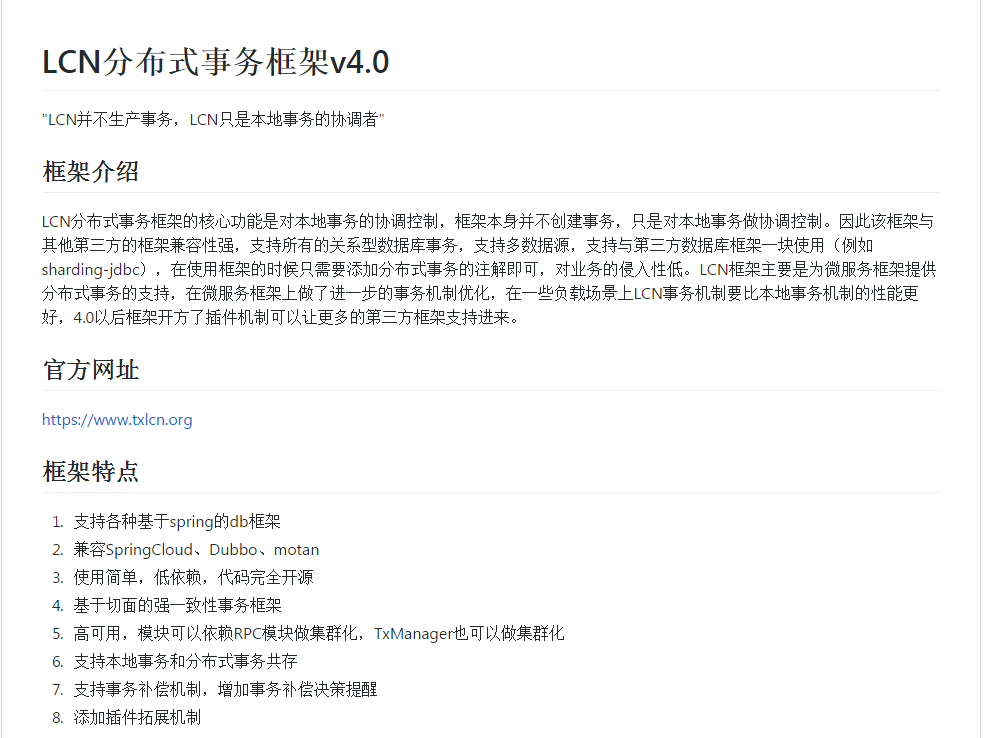 LCN分布式事务框架v4.0
"LCN并不生产事务，LCN只是本地事务的协调者"
框架介绍
LCN分布式事务框架的核心功能是对本地事务的协调控制，框架本身并不创建事务，只是对本地事务做协调控制。因此该框架与
其他第三方的框架兼容性强，支持所有的关系型数据库事务，支持多数据源，支持与第三方数据库框架一块使用（例如
sharding-jdbc），在使用框架的时候只需要添加分布式事务的注解即可，对业务的侵入性低。LCN框架主要是为微服务框架提供
分布式事务的支持，在微服务框架上做了进一步的事务机制优化，在一些负载场景上LCN事务机制要比本地事务机制的性能更
好，4.0以后框架开方了插件机制可以让更多的第三方框架支持进来。
官方网址
https://www.txlcn.org
框架特点
1. 支持各种基于spring的db框架
2. 兼容SpringCloud、Dubbo、motan
3. 使用简单，低依赖，代码完全开源
4. 基于切面的强一致性事务框架
5. 高可用，模块可以依赖RPC模块做集群化，TxManager也可以做集群化
6. 支持本地事务和分布式事务共存
7. 支持事务补偿机制，增加事务补偿决策提醒
8. 添加插件拓展机制